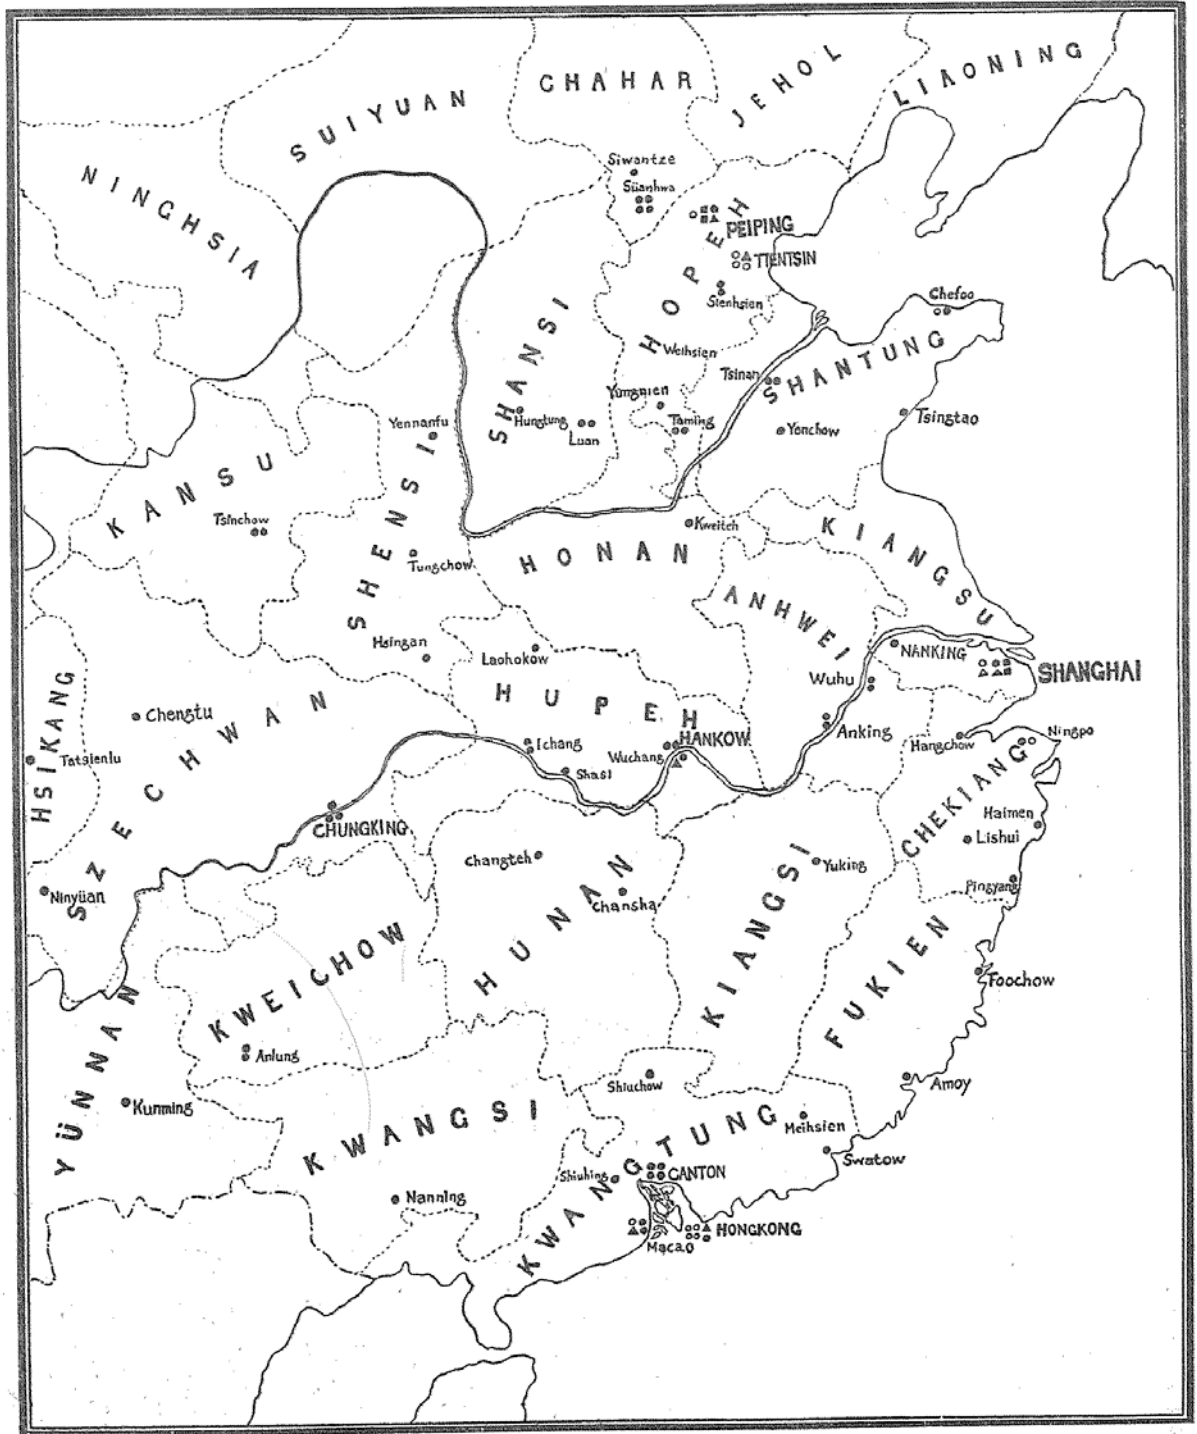 CHAHAR
JEHOL
LIAONING
SUIYUAN
NINGHSIA
Siwantze
Süanhwa
HOPEH
PEIPING
TIENTSIN
Sienhsien
Chefoo
SHANSI
Weihsien
SHANTUNG
Tsinan
Yungnien
Hungtung
Luan
Taming
Yenchow
Tsingtao
Yennanfu
KANSU
Tsinchow
SHENSI
Tungchow
Kweitch
HONAN
KIANGSU
ANHWEI
Hsingan
Laohokow
NANKING
SHANGHAI
Wuhu
HSIKANG
Chengtu
Tatsienlu
SZECHWAN
HUPEH
Ichang
Shasi
Wuchang
HANKOW
Anking
Hangchow
Ningpo
CHEKIANG
Haimen
Lishui
Pingyang
CHUNGKING
Changteh
Chansha
HUNAN
Yuking
KIANGSI
Ninyüan
FUKIEN
Foochow
KWEICHOW
Anlung
YÜNNAN
Kunming
Amoy
Shiuchow
KWANGSI
KWANGTUNG
Meihsien
Swatow
Shiuhing
CANTON
Nanning
HONGKONG
Macao